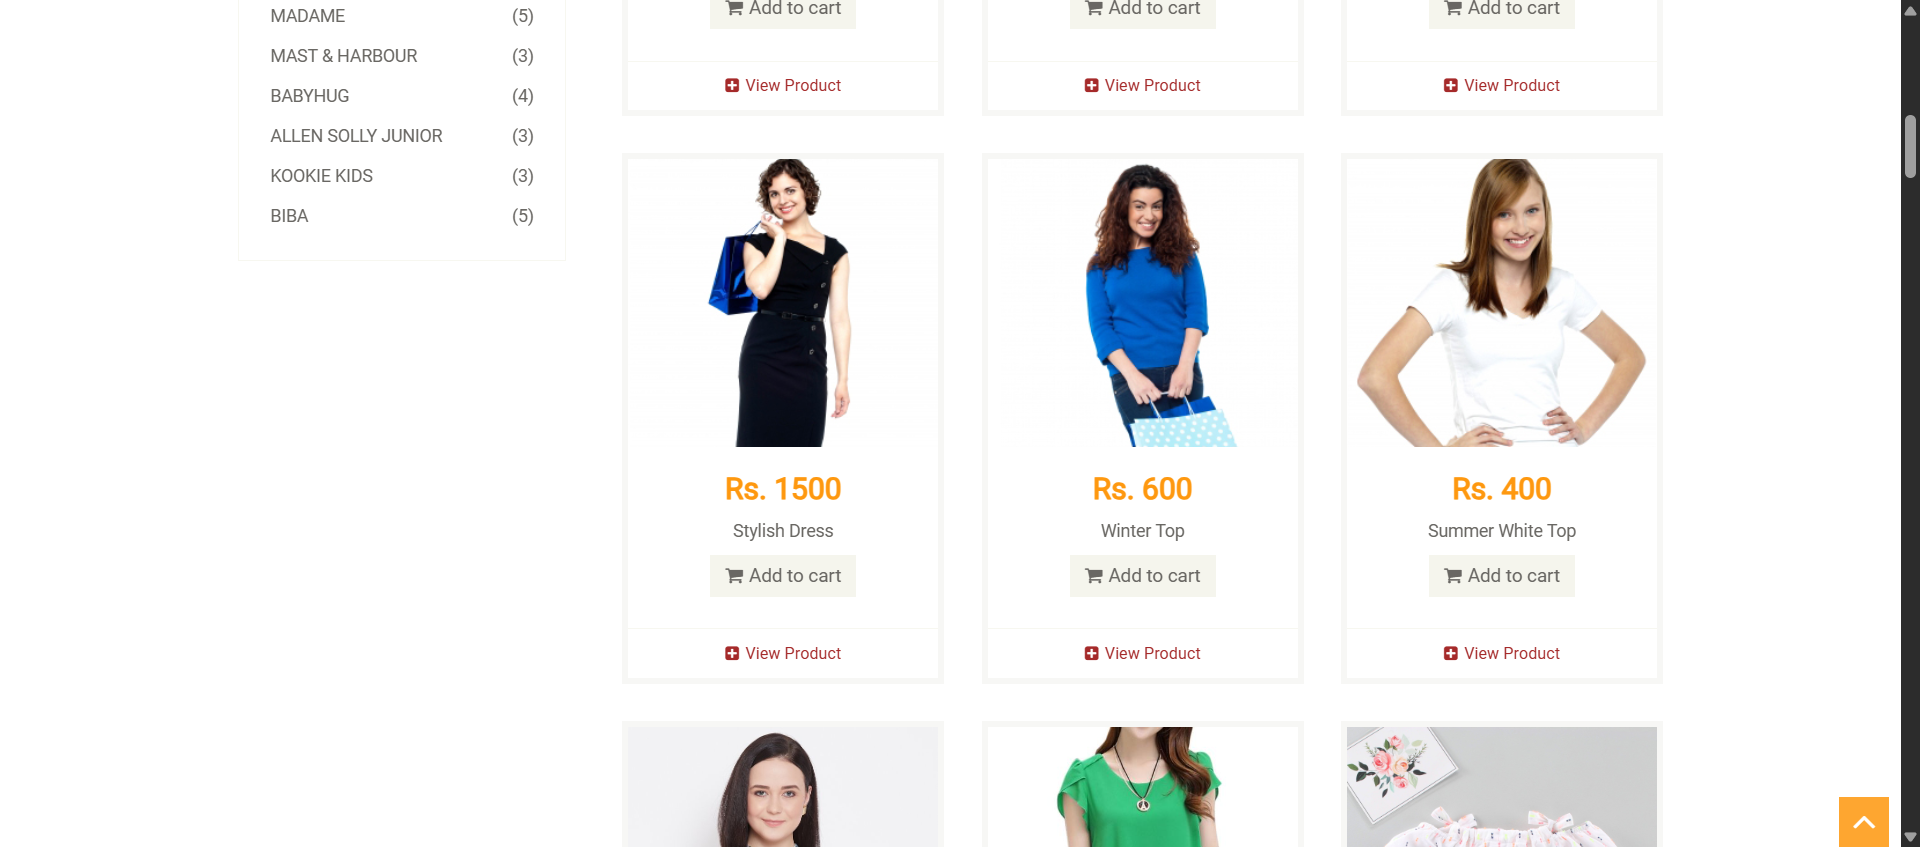 MADAME (5)
MAST & HARBOUR (3)
BABYHUG (4)
ALLEN SOLLY JUNIOR (3)
KOOKIE KIDS (3)
BIBA (5)
Add to cart Add to cart Add to cart
View Product View Product View Product
Rs. 1500 Rs. 600 Rs. 400
Stylish Dress Winter Top Summer White Top
Add to cart Add to cart Add to cart
View Product View Product View Product